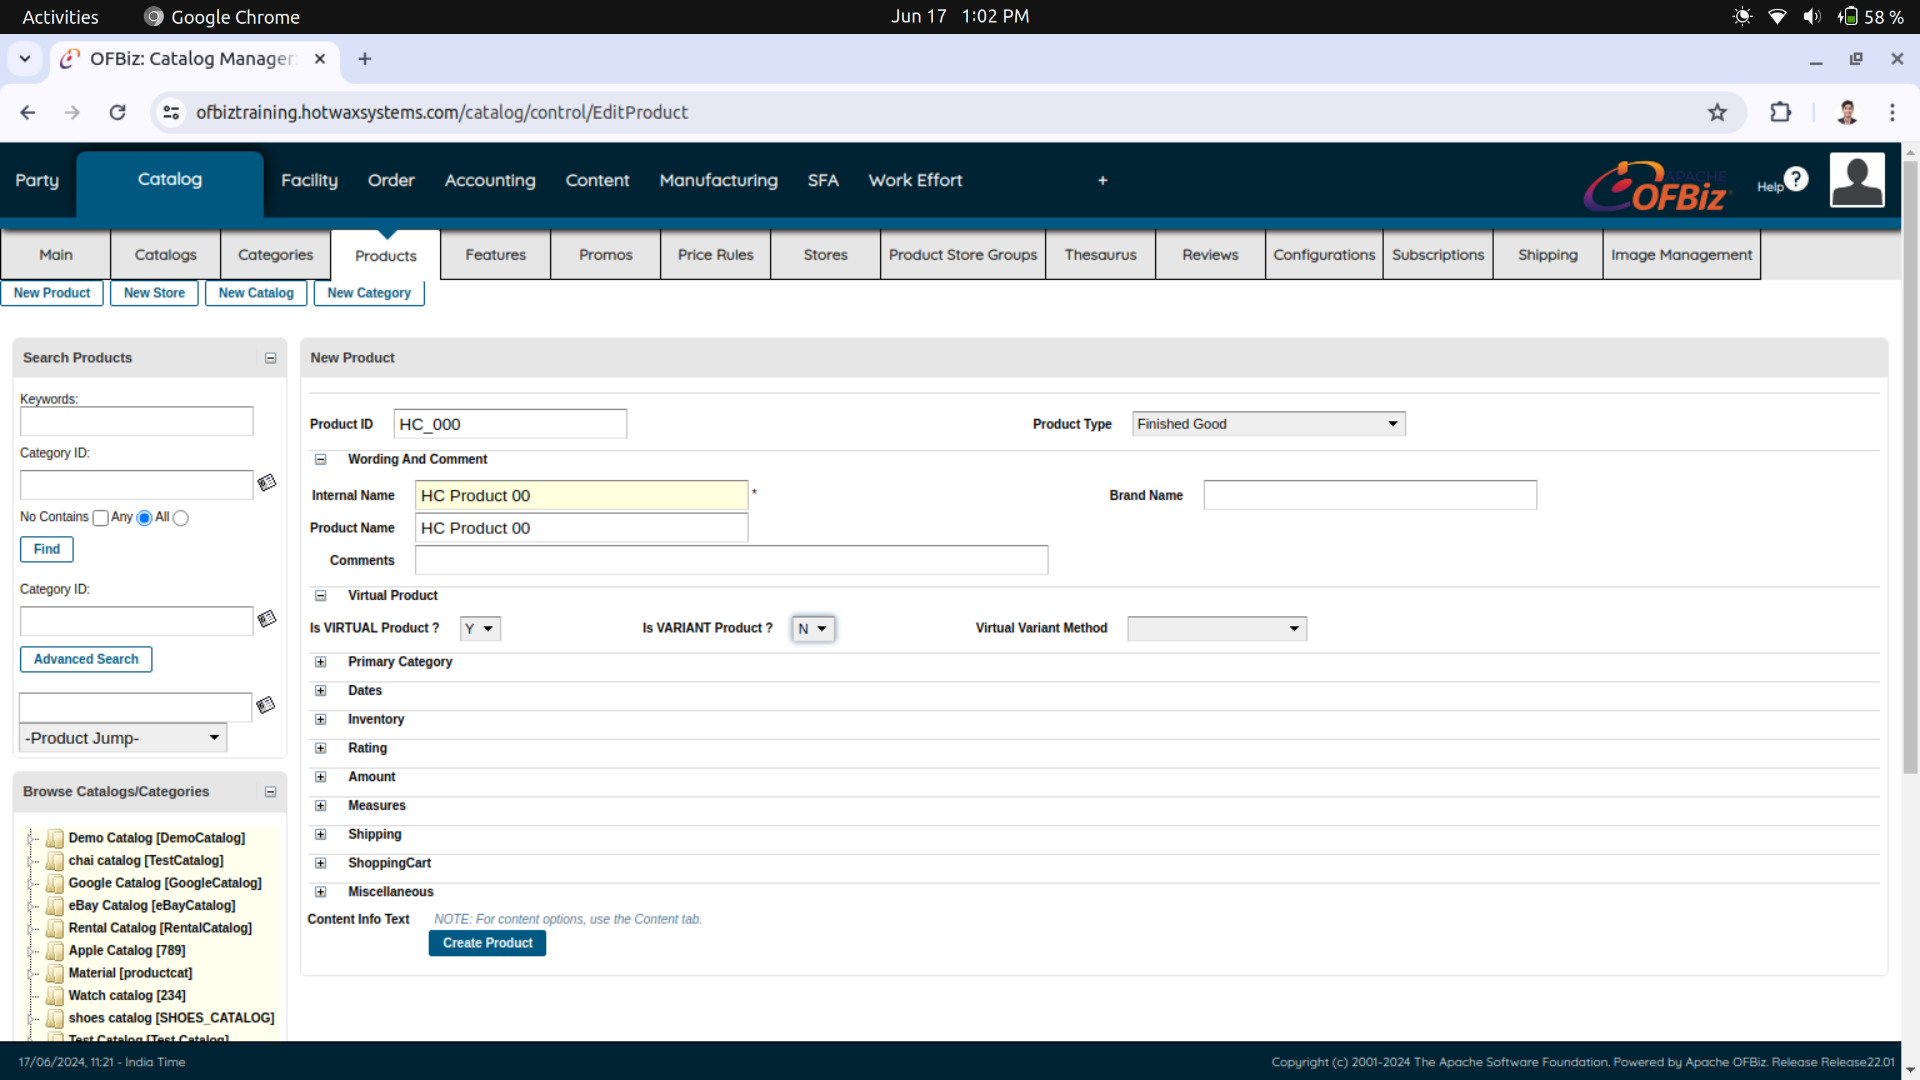 Activities Google Chrome Jun 17 1:02 PM 58 %
OFBiz: Catalog Manager:
ofbiztraining.hotwaxsystems.com/catalog/control/EditProduct
Party Catalog Facility Order Accounting Content Manufacturing SFA Work Effort + APACHE OFBiz Help ?
Main Catalogs Categories Products Features Promos Price Rules Stores Product Store Groups Thesaurus Reviews Configurations Subscriptions Shipping Image Management
New Product New Store New Catalog New Category
Search Products
Keywords:
Category ID:
No Contains Any All
Find
Category ID:
Advanced Search
-Product Jump-
Browse Catalogs/Categories
Demo Catalog [DemoCatalog]
chai catalog [TestCatalog]
Google Catalog [GoogleCatalog]
eBay Catalog [eBayCatalog]
Rental Catalog [RentalCatalog]
Apple Catalog [789]
Material [productcat]
Watch catalog [234]
shoes catalog [SHOES_CATALOG]
Test Catalog [Test Catalog]
New Product
Product ID HC_000 Product Type Finished Good
Wording And Comment
Internal Name HC Product 00 * Brand Name
Product Name HC Product 00
Comments
Virtual Product
Is VIRTUAL Product ? Y Is VARIANT Product ? N Virtual Variant Method
Primary Category
Dates
Inventory
Rating
Amount
Measures
Shipping
ShoppingCart
Miscellaneous
Content Info Text NOTE: For content options, use the Content tab.
Create Product
17/06/2024, 11:21 - India Time Copyright (c) 2001-2024 The Apache Software Foundation. Powered by Apache OFBiz. Release Release22.01